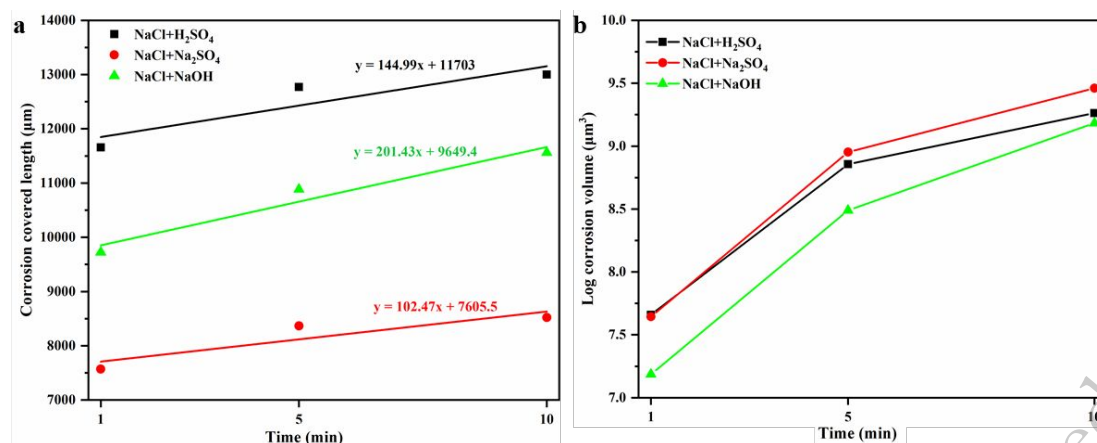 a
NaCl+H₂SO₄
NaCl+Na₂SO₄
NaCl+NaOH
y = 144.99x + 11703
y = 201.43x + 9649.4
y = 102.47x + 7605.5
Corrosion covered length (μm)
14000
13000
12000
11000
10000
9000
8000
7000
1 5 10
Time (min)
b
NaCl+H₂SO₄
NaCl+Na₂SO₄
NaCl+NaOH
Log corrosion volume (μm³)
10.0
9.5
9.0
8.5
8.0
7.5
7.0
1 5 10
Time (min)